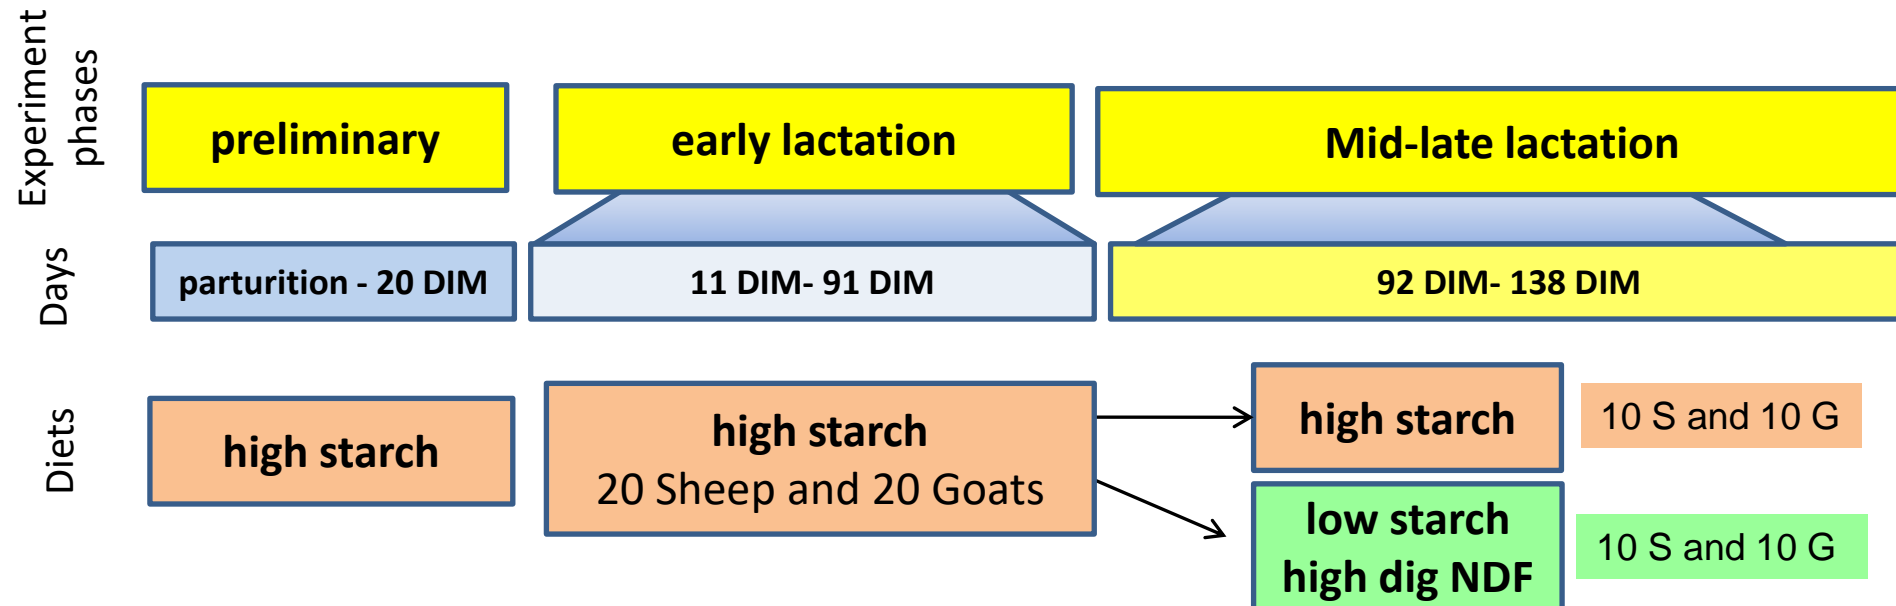 Experiment
phases
preliminary
early lactation
Mid-late lactation
Days
parturition - 20 DIM
11 DIM- 91 DIM
92 DIM- 138 DIM
Diets
high starch
high starch
20 Sheep and 20 Goats
high starch
10 S and 10 G
low starch
high dig NDF
10 S and 10 G